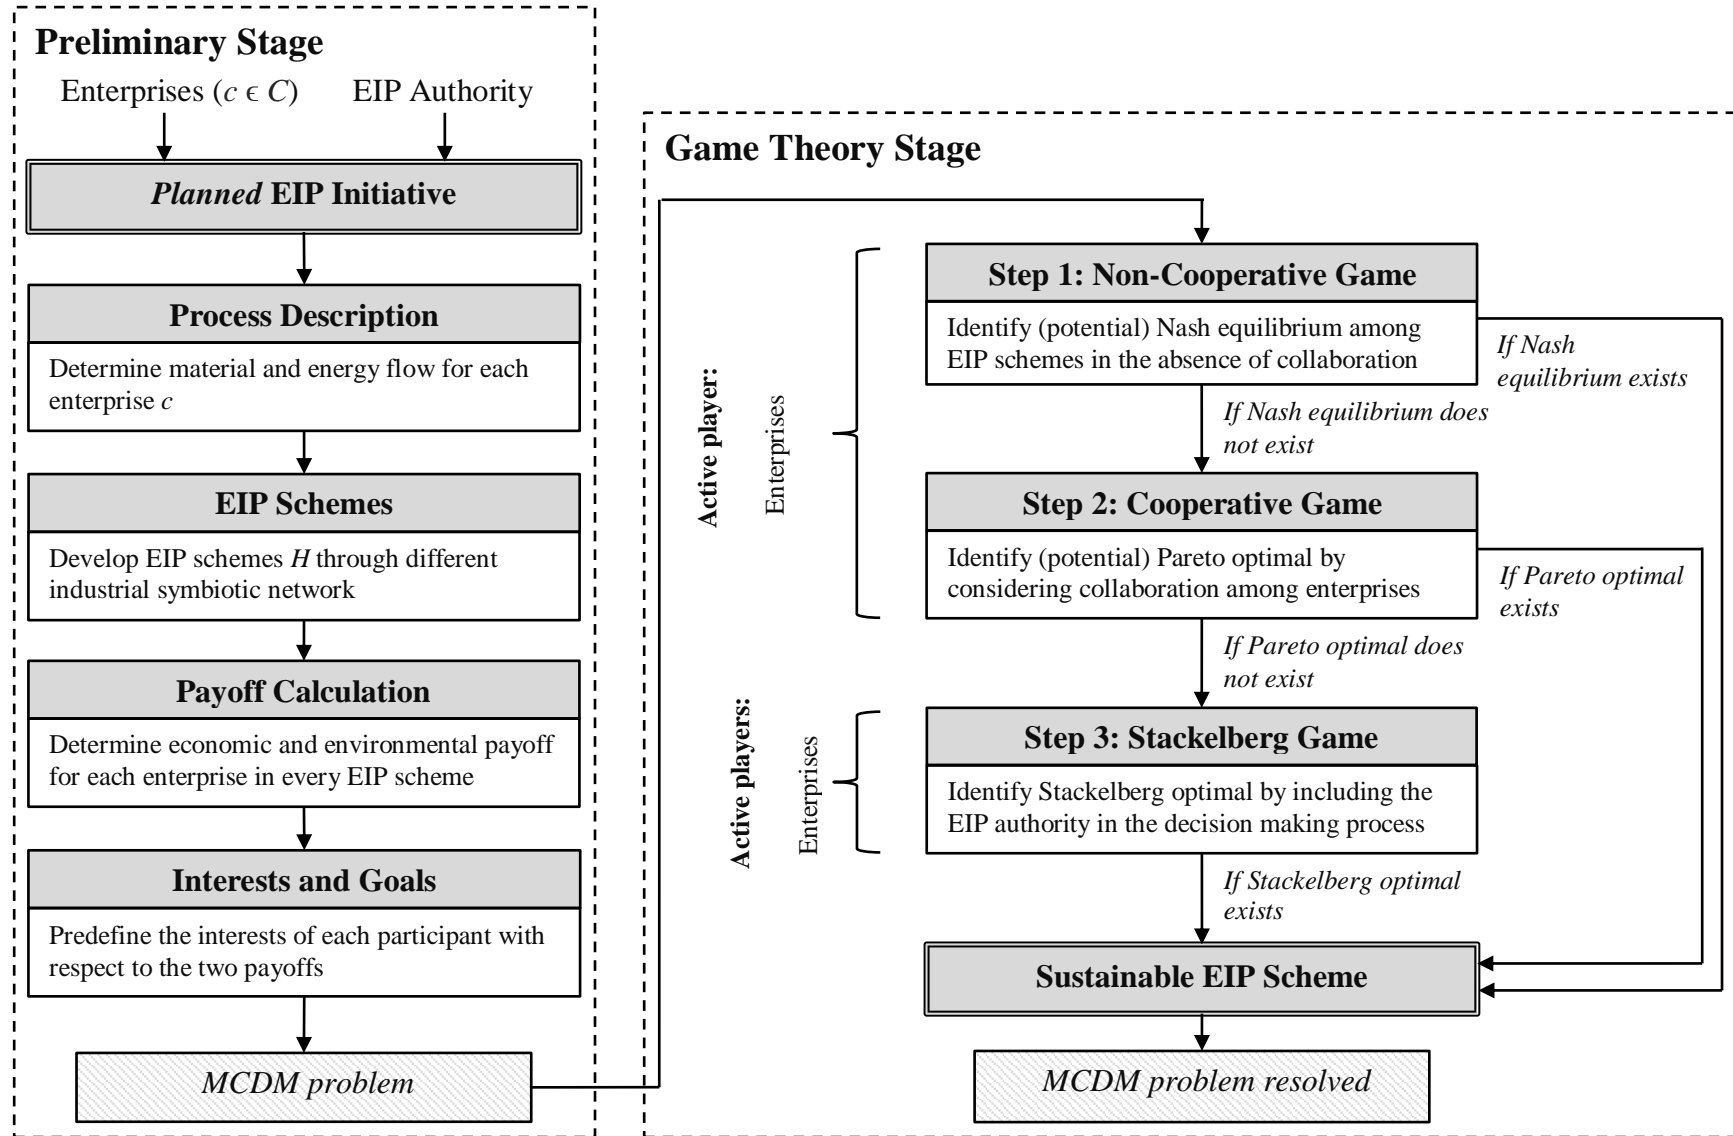 Preliminary Stage
Enterprises (c ϵ C)
EIP Authority
Planned EIP Initiative
Process Description
Determine material and energy flow for each
enterprise c
EIP Schemes
Develop EIP schemes H through different
industrial symbiotic network
Payoff Calculation
Determine economic and environmental payoff
for each enterprise in every EIP scheme
Interests and Goals
Predefine the interests of each participant with
respect to the two payoffs
MCDM problem
Game Theory Stage
Active player:
Enterprises
Step 1: Non-Cooperative Game
Identify (potential) Nash equilibrium among
EIP schemes in the absence of collaboration
If Nash
equilibrium exists
If Nash equilibrium does
not exist
Step 2: Cooperative Game
Identify (potential) Pareto optimal by
considering collaboration among enterprises
If Pareto optimal
exists
If Pareto optimal does
not exist
Active players:
Enterprises
Step 3: Stackelberg Game
Identify Stackelberg optimal by including the
EIP authority in the decision making process
If Stackelberg optimal
exists
Sustainable EIP Scheme
MCDM problem resolved